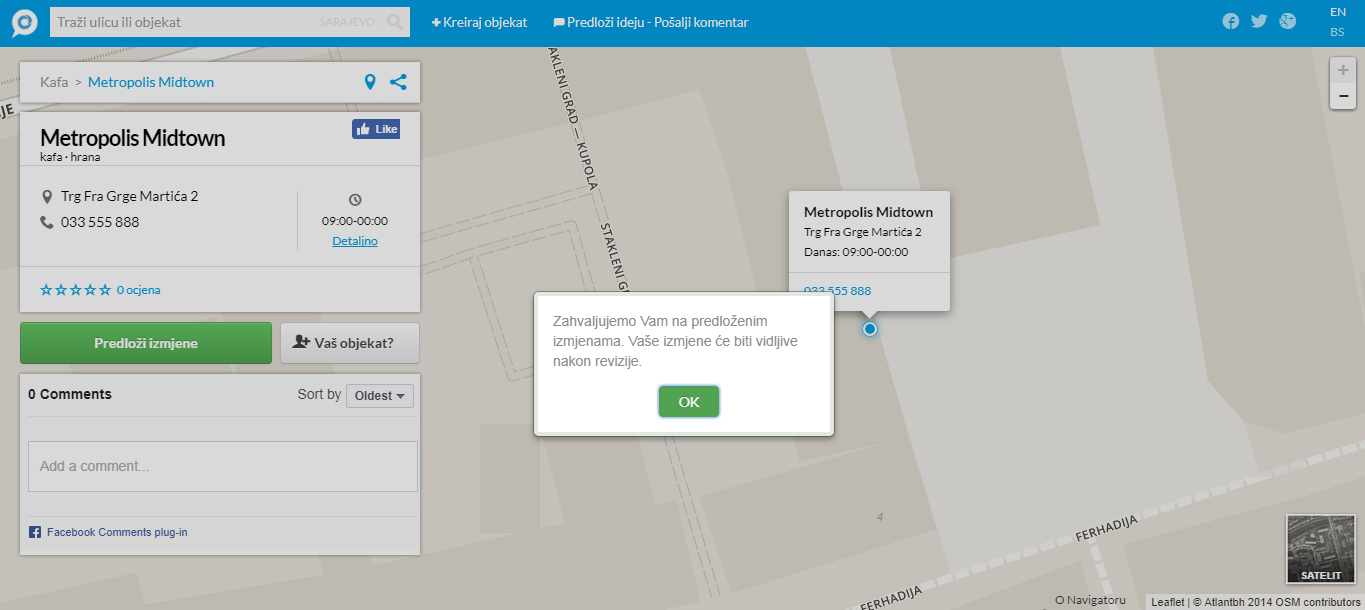 Traži ulicu ili objekat SARAJEVO
Kreiraj objekat
Predloži ideju - Pošalji komentar
EN
BS
Kafa > Metropolis Midtown
JE
Metropolis Midtown
Like
kafa · hrana
Trg Fra Grge Martića 2
033 555 888
09:00-00:00
Detaljno
0 ocjena
Predloži izmjene
Vaš objekat?
0 Comments
Sort by Oldest
Add a comment...
Facebook Comments plug-in
STAKLENI GRAD — KUPOLA
STAKLENI G
Metropolis Midtown
Trg Fra Grge Martića 2
Danas: 09:00-00:00
033 555 888
Zahvaljujemo Vam na predloženim
izmjenama. Vaše izmjene će biti vidljive
nakon revizije.
OK
4
FERHADIJA
FERHADIJA
+
−
SATELIT
O Navigatoru
Leaflet | © Atlantbh 2014 OSM contributors